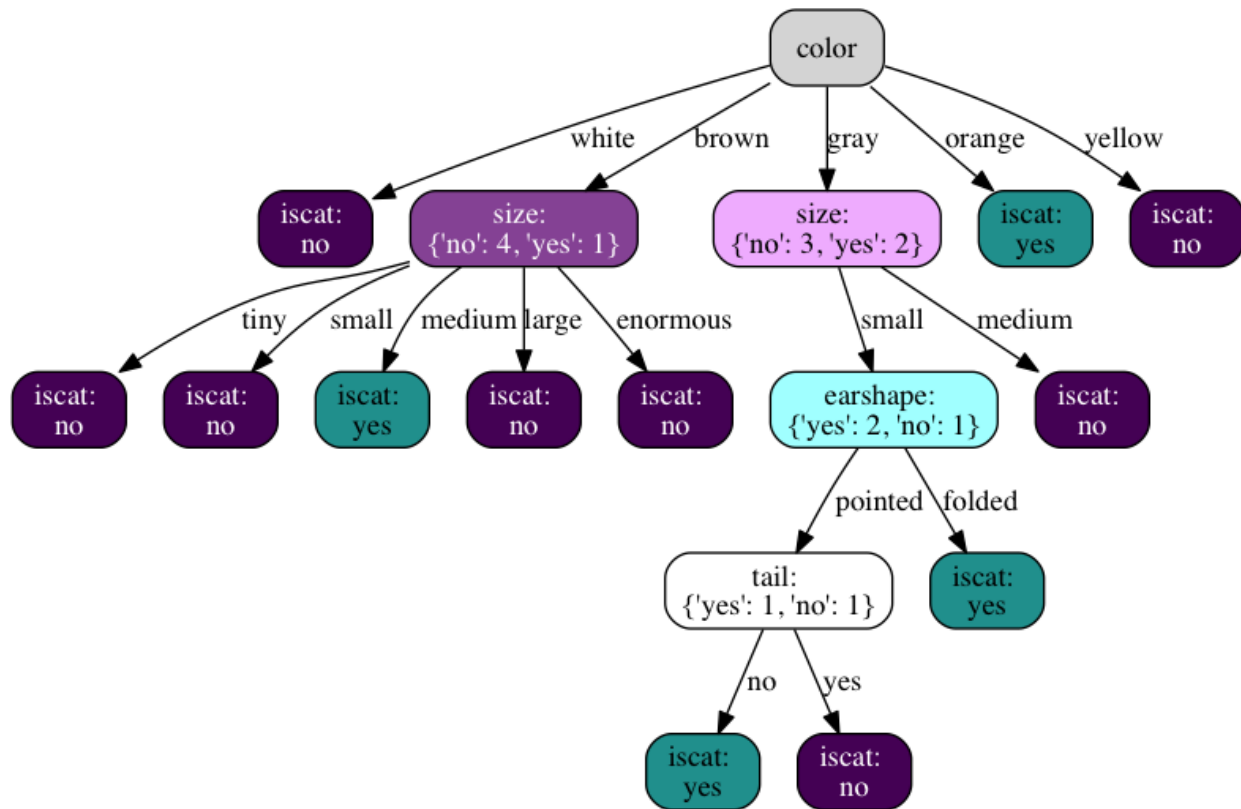 color
white
brown
gray
orange
yellow
iscat:
no
size:
{'no': 4, 'yes': 1}
size:
{'no': 3, 'yes': 2}
iscat:
yes
iscat:
no
tiny
small
medium
large
enormous
small
medium
iscat:
no
iscat:
no
iscat:
yes
iscat:
no
iscat:
no
earshape:
{'yes': 2, 'no': 1}
iscat:
no
pointed
folded
tail:
{'yes': 1, 'no': 1}
iscat:
yes
no
yes
iscat:
yes
iscat:
no